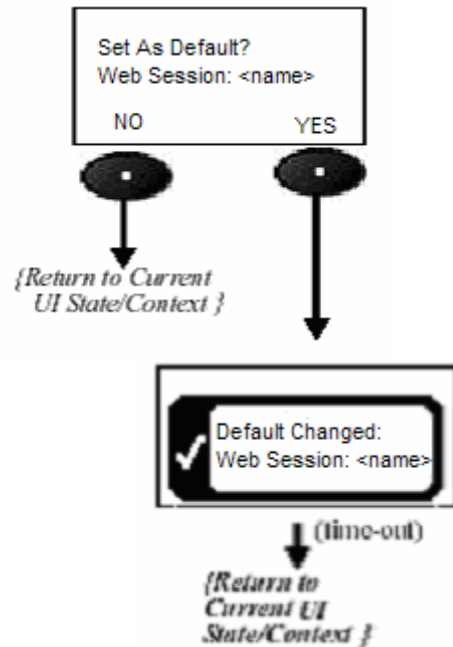 Set As Default?
Web Session: <name>
NO YES
{Return to Current
UI State/Context }
Default Changed:
Web Session: <name>
(time-out)
{Return to
Current UI
State/Context }